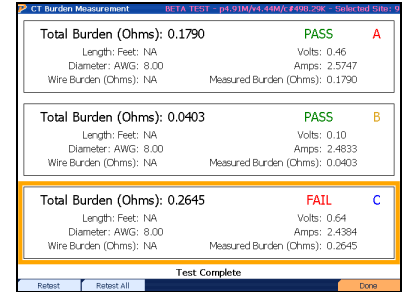 CT Burden Measurement BETA TEST - p4.91M/v4.44M/c#498.29K - Selected Site: 9
Total Burden (Ohms): 0.1790 PASS A
Length: Feet: NA Volts: 0.46
Diameter: AWG: 8.00 Amps: 2.5747
Wire Burden (Ohms): NA Measured Burden (Ohms): 0.1790
Total Burden (Ohms): 0.0403 PASS B
Length: Feet: NA Volts: 0.10
Diameter: AWG: 8.00 Amps: 2.4833
Wire Burden (Ohms): NA Measured Burden (Ohms): 0.0403
Total Burden (Ohms): 0.2645 FAIL C
Length: Feet: NA Volts: 0.64
Diameter: AWG: 8.00 Amps: 2.4384
Wire Burden (Ohms): NA Measured Burden (Ohms): 0.2645
Test Complete
Retest Retest All Done